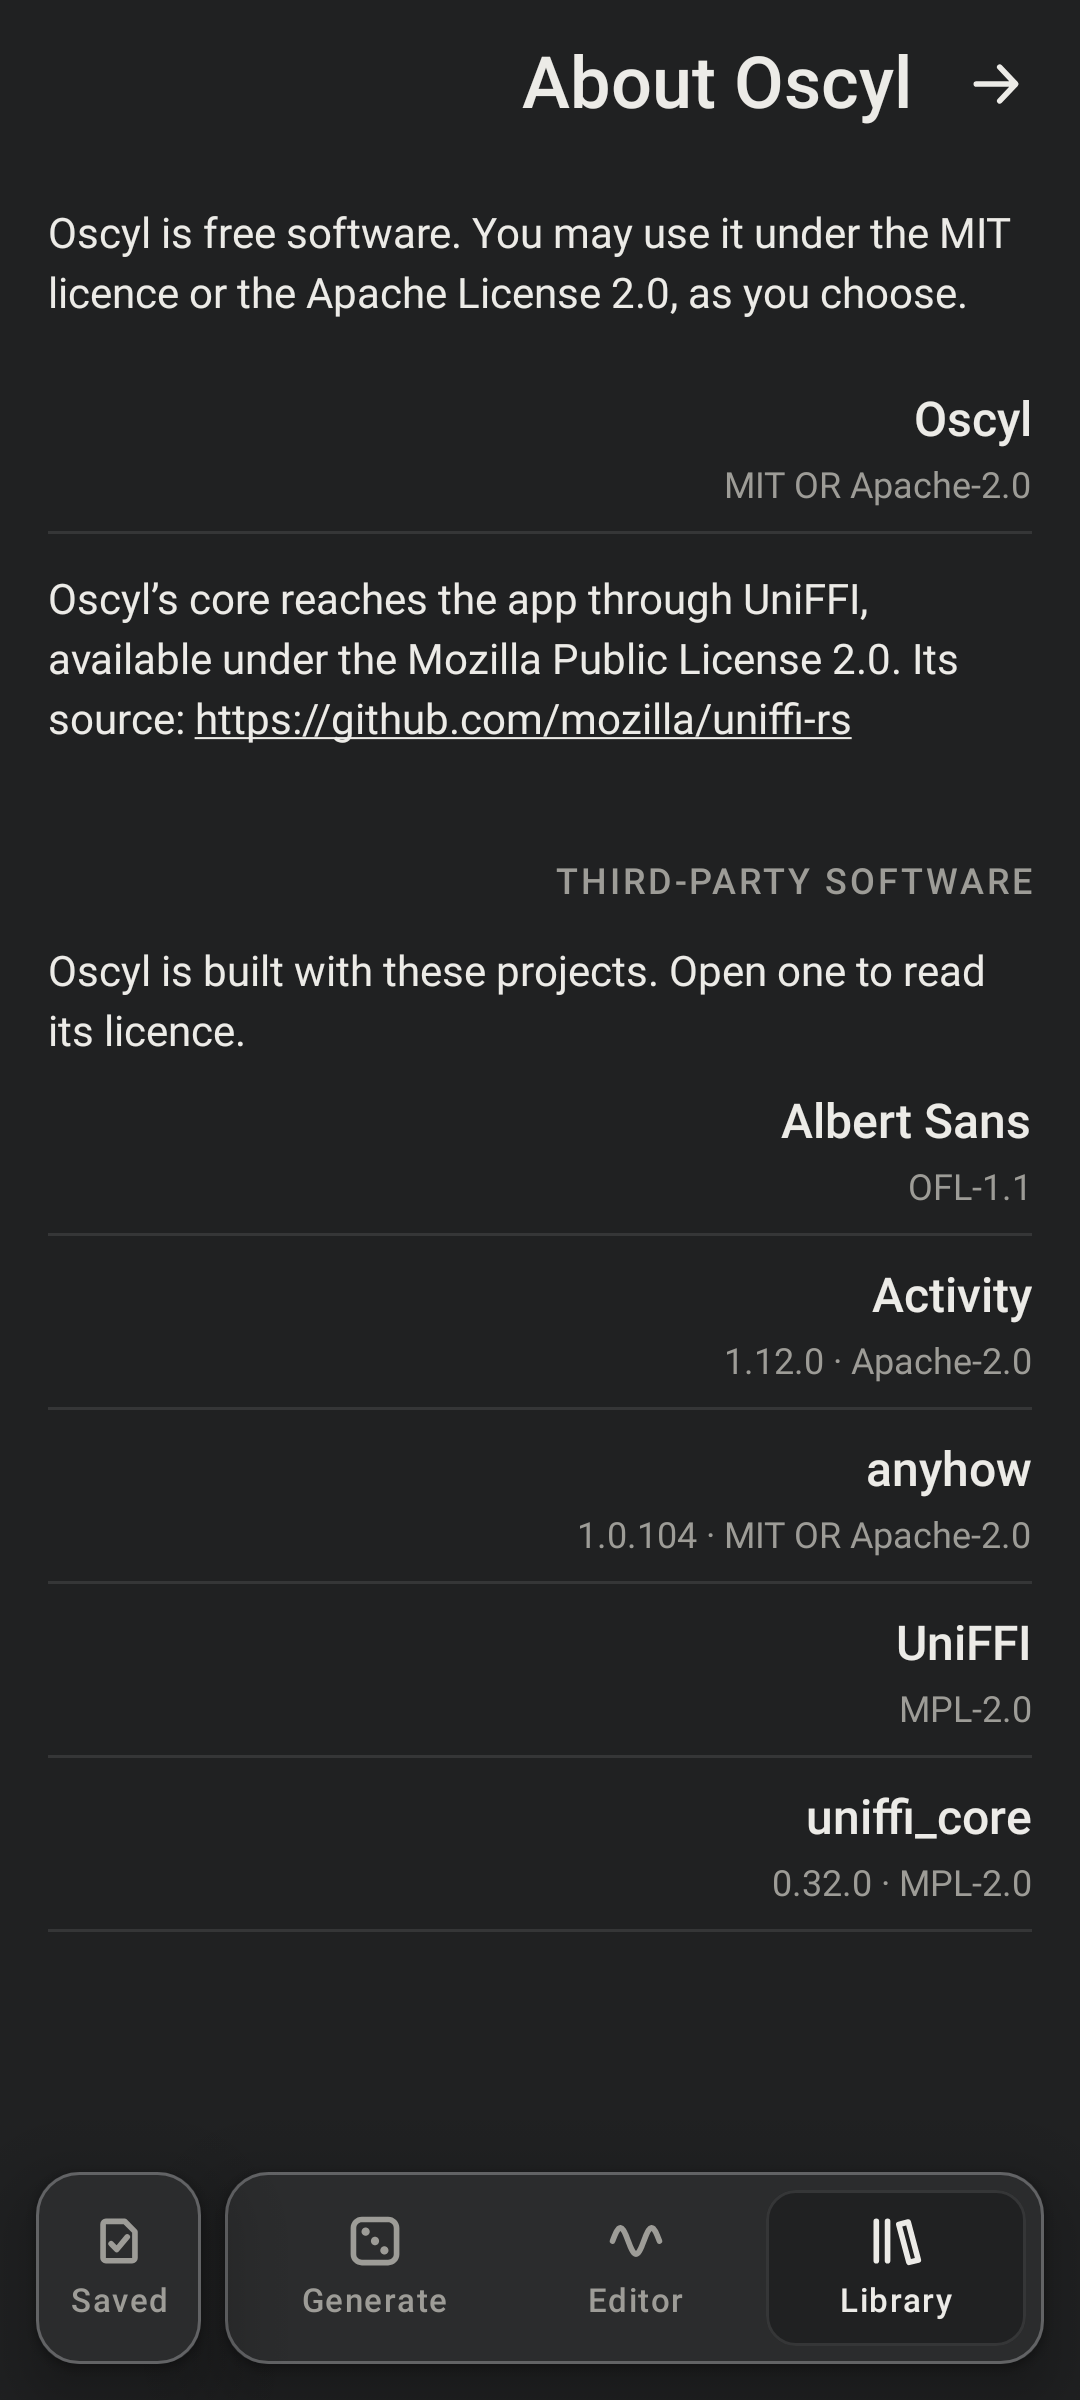 About Oscyl
Oscyl is free software. You may use it under the MIT
licence or the Apache License 2.0, as you choose.
Oscyl
MIT OR Apache-2.0
Oscyl’s core reaches the app through UniFFI,
available under the Mozilla Public License 2.0. Its
source: https://github.com/mozilla/uniffi-rs
THIRD-PARTY SOFTWARE
Oscyl is built with these projects. Open one to read
its licence.
Albert Sans
OFL-1.1
Activity
1.12.0 · Apache-2.0
anyhow
1.0.104 · MIT OR Apache-2.0
UniFFI
MPL-2.0
uniffi_core
0.32.0 · MPL-2.0
Saved
Generate
Editor
Library